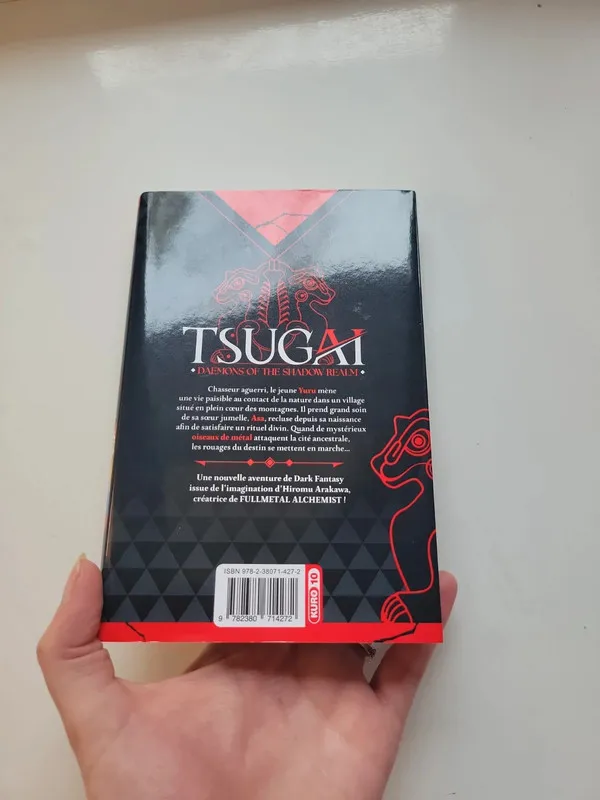 TSUGAI
DAEMONS OF THE SHADOW REALM
Chasseur aguerri, le jeune Yuru mène
une vie paisible au contact de la nature dans un village
situé en plein cœur des montagnes. Il prend grand soin
de sa sœur jumelle, Asa, recluse depuis sa naissance
afin de satisfaire un rituel divin. Quand de mystérieux
oiseaux de métal attaquent la cité ancestrale,
les rouages du destin se mettent en marche...
Une nouvelle aventure de Dark Fantasy
issue de l'imagination d'Hiromu Arakawa,
créatrice de FULLMETAL ALCHEMIST !
ISBN 978-2-38071-427-2
9 782380 714272
KURO 10